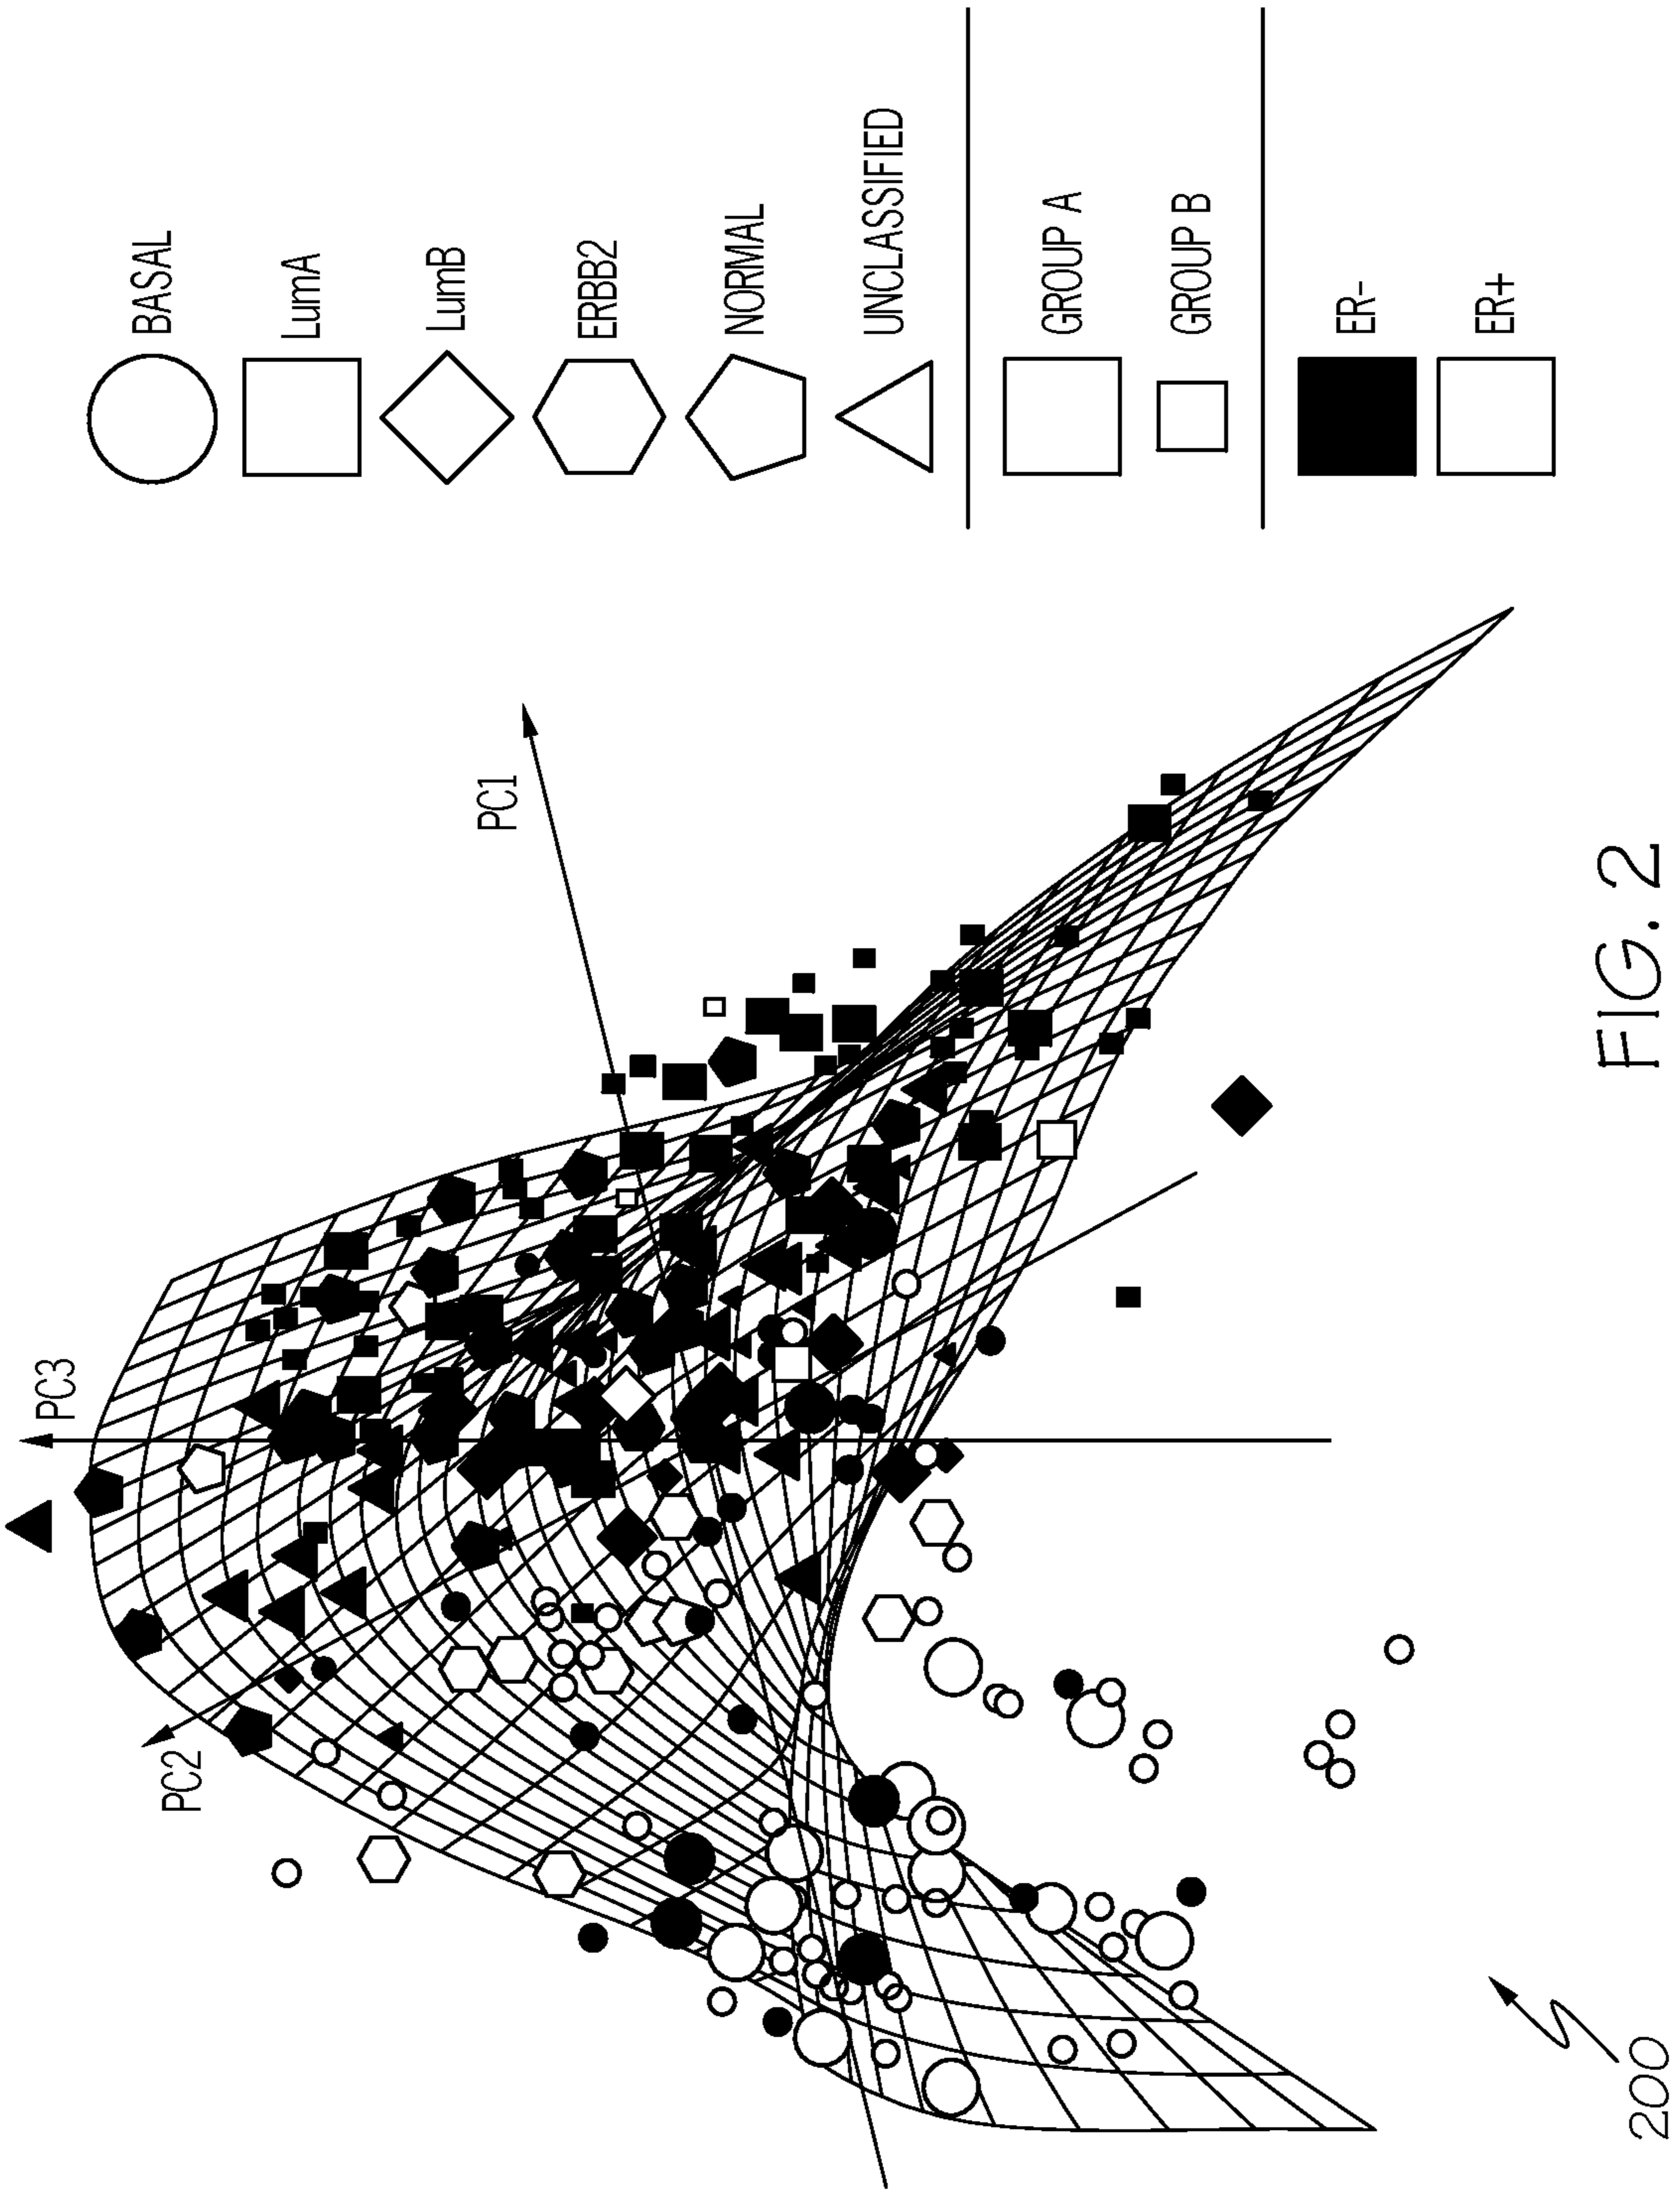 PC3
PC2
PC1
BASAL
LumA
LumB
ERBB2
NORMAL
UNCLASSIFIED
GROUP A
GROUP B
ER-
ER+
200
FIG. 2